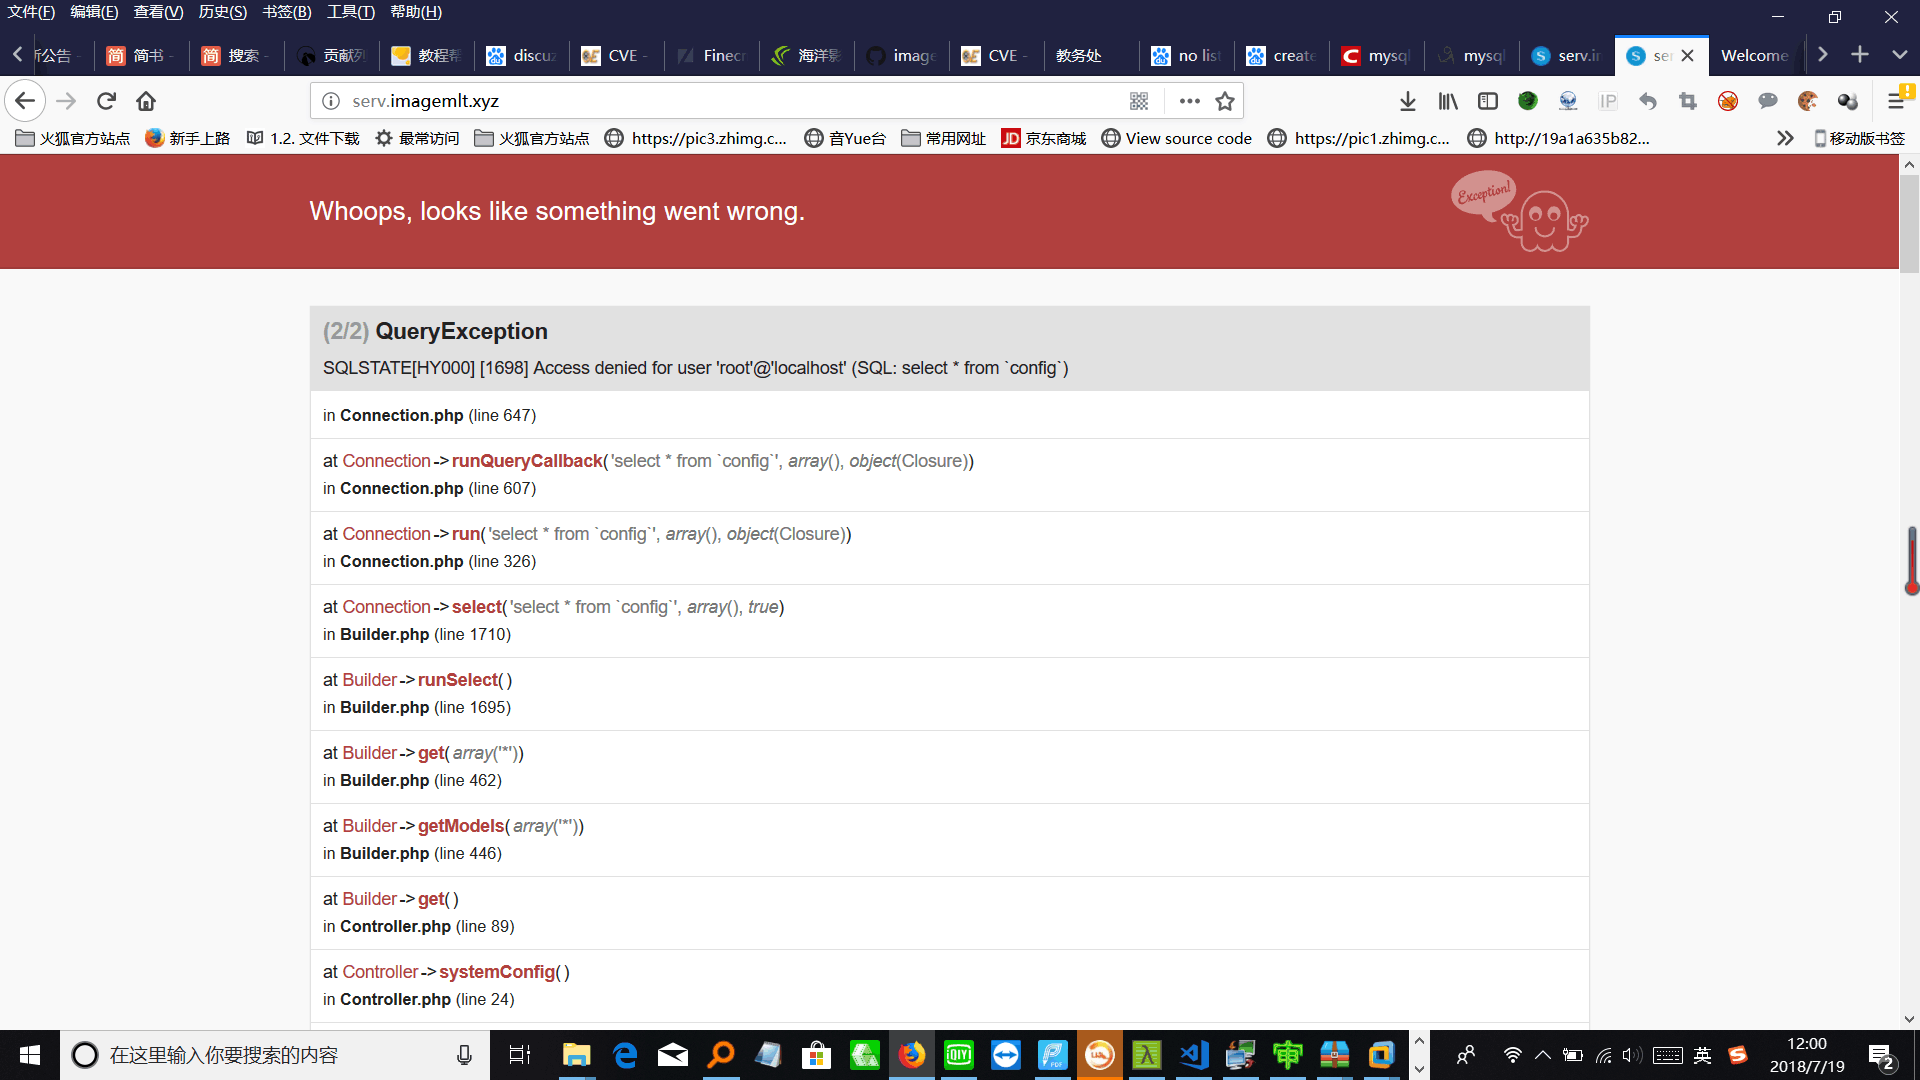 文件(F) 编辑(E) 查看(V) 历史(S) 书签(B) 工具(T) 帮助(H)
公告 简书 - 搜索 - 贡献 教程 discuz CVE - Finecr 海洋 image CVE - 教务处 no list create mysql mysql serv.in ser Welcome
serv.imagemlt.xyz
IP
火狐官方站点 新手上路 1.2. 文件下载 最常访问 火狐官方站点 https://pic3.zhimg.c... 音Yue台 常用网址 JD 京东商城 View source code https://pic1.zhimg.c... http://19a1a635b82... 移动版书签
Whoops, looks like something went wrong.
Exception!
(2/2) QueryException
SQLSTATE[HY000] [1698] Access denied for user 'root'@'localhost' (SQL: select * from `config`)
in Connection.php (line 647)
at Connection->runQueryCallback('select * from `config`', array(), object(Closure))
in Connection.php (line 607)
at Connection->run('select * from `config`', array(), object(Closure))
in Connection.php (line 326)
at Connection->select('select * from `config`', array(), true)
in Builder.php (line 1710)
at Builder->runSelect()
in Builder.php (line 1695)
at Builder->get(array('*'))
in Builder.php (line 462)
at Builder->getModels(array('*'))
in Builder.php (line 446)
at Builder->get()
in Controller.php (line 89)
at Controller->systemConfig()
in Controller.php (line 24)
在这里输入你要搜索的内容
英
12:00
2018/7/19
2